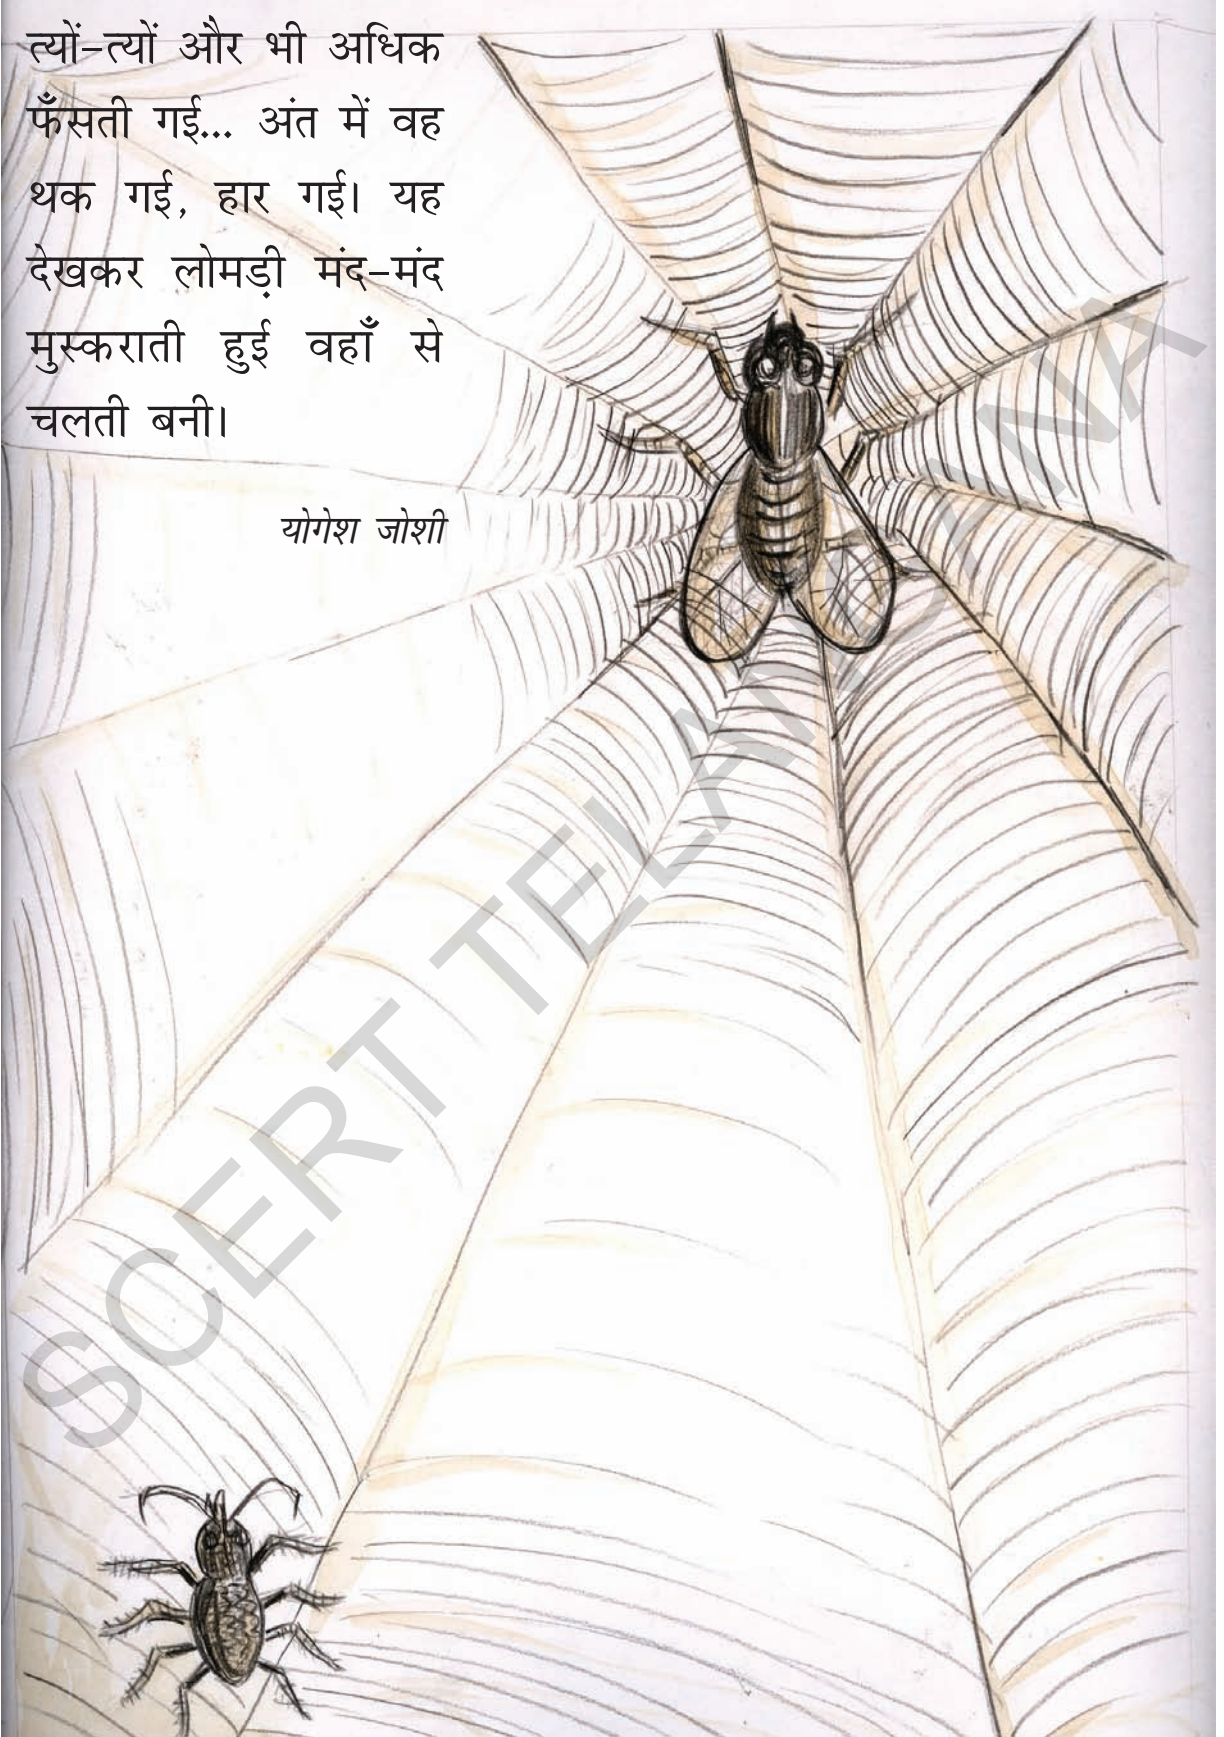 त्यों-त्यों और भी अधिक
फँसती गई... अंत में वह
थक गई, हार गई। यह
देखकर लोमड़ी मंद-मंद
मुस्कराती हुई वहाँ से
चलती बनी।
योगेश जोशी
SCERT TELANGANA